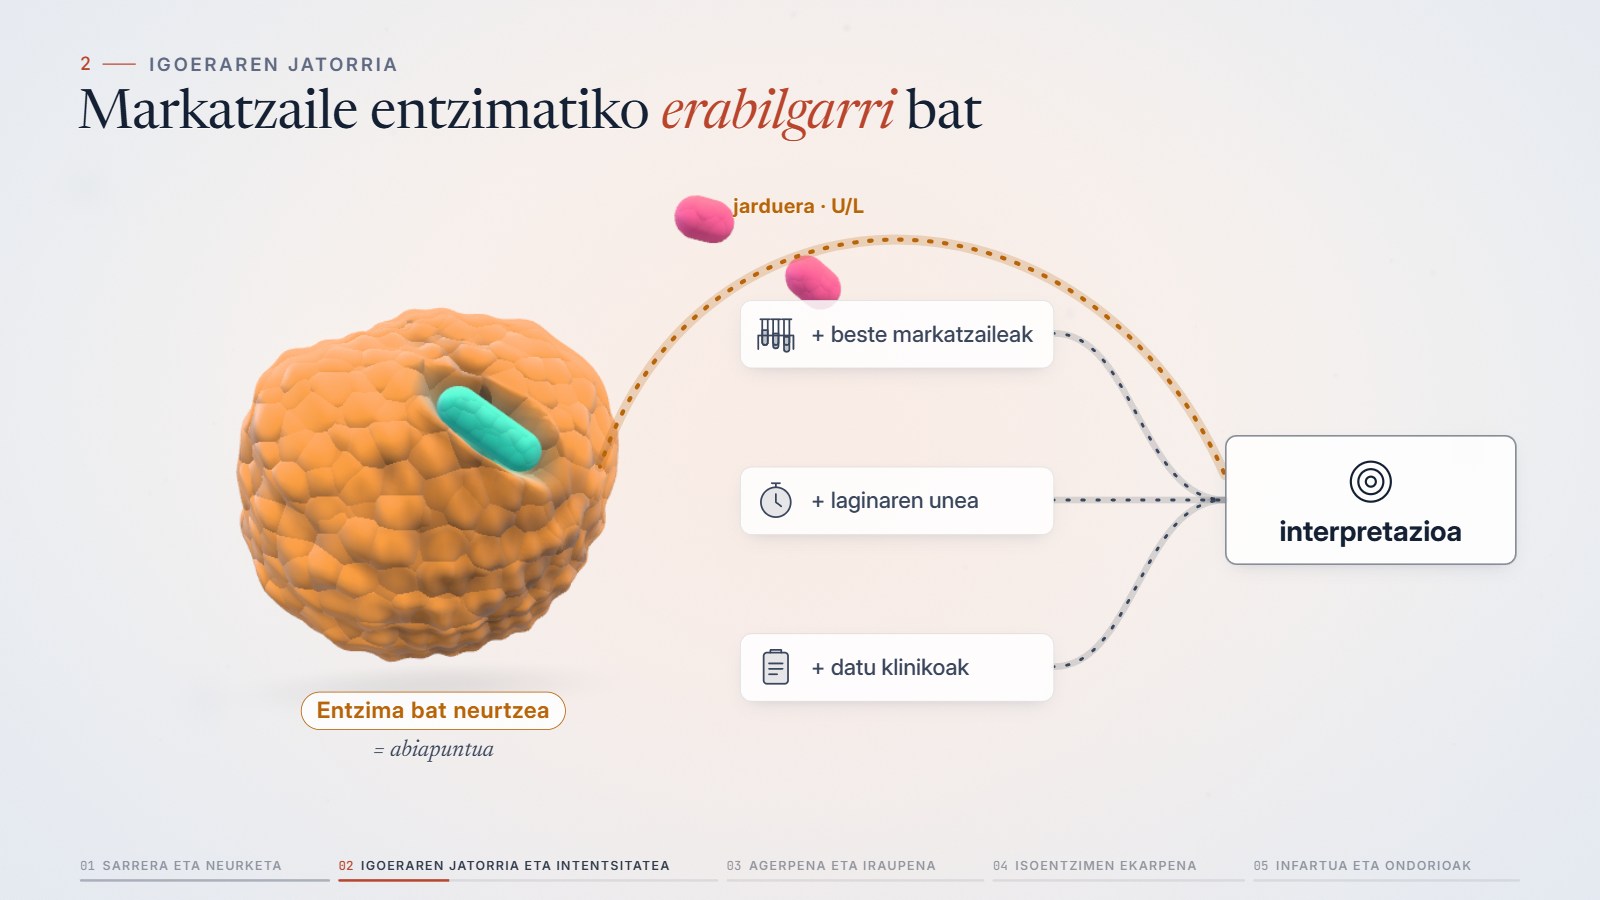 2 — IGOERAREN JATORRIA
Markatzaile entzimatiko erabilgarri bat
jarduera · U/L
+ beste markatzaileak
+ laginaren unea
+ datu klinikoak
interpretazioa
Entzima bat neurtzea
= abiapuntua
01 SARRERA ETA NEURKETA
02 IGOERAREN JATORRIA ETA INTENTSITATEA
03 AGERPENA ETA IRAUPENA
04 ISOENTZIMEN EKARPENA
05 INFARTUA ETA ONDORIOAK